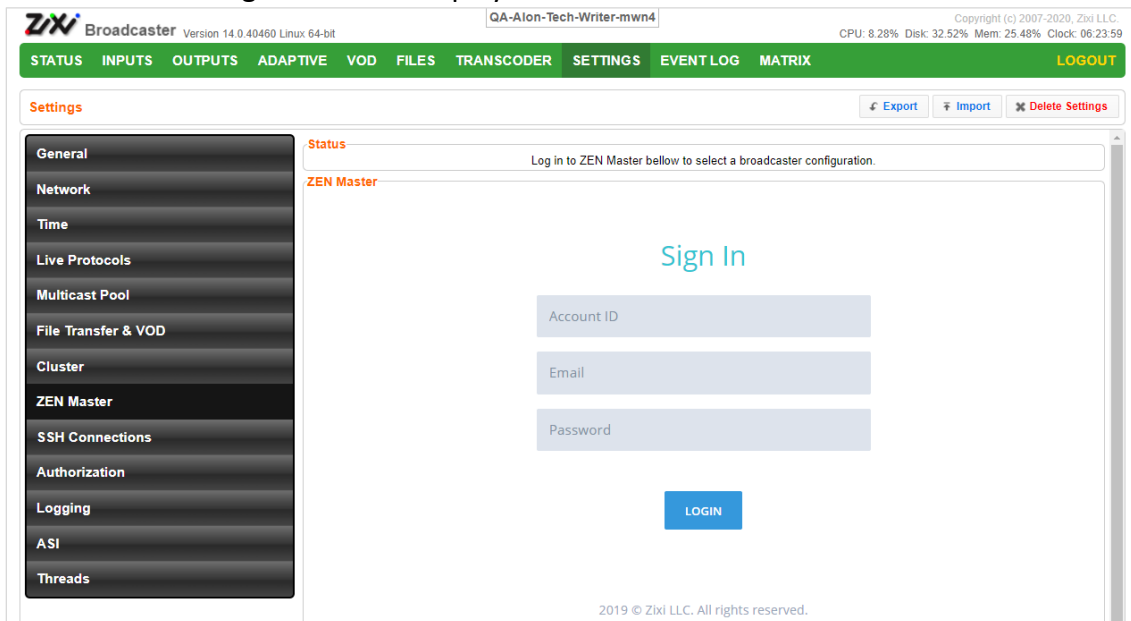 QA-Alon-Tech-Writer-mwn4
Zixi Broadcaster Version 14.0.40460 Linux 64-bit
Copyright (c) 2007-2020, Zixi LLC.
CPU: 8.28% Disk: 32.52% Mem: 25.48% Clock: 06:23:59
STATUS INPUTS OUTPUTS ADAPTIVE VOD FILES TRANSCODER SETTINGS EVENT LOG MATRIX LOGOUT
Settings Export Import Delete Settings
General
Network
Time
Live Protocols
Multicast Pool
File Transfer & VOD
Cluster
ZEN Master
SSH Connections
Authorization
Logging
ASI
Threads
Status
Log in to ZEN Master bellow to select a broadcaster configuration.
ZEN Master
Sign In
Account ID
Email
Password
LOGIN
2019 © Zixi LLC. All rights reserved.